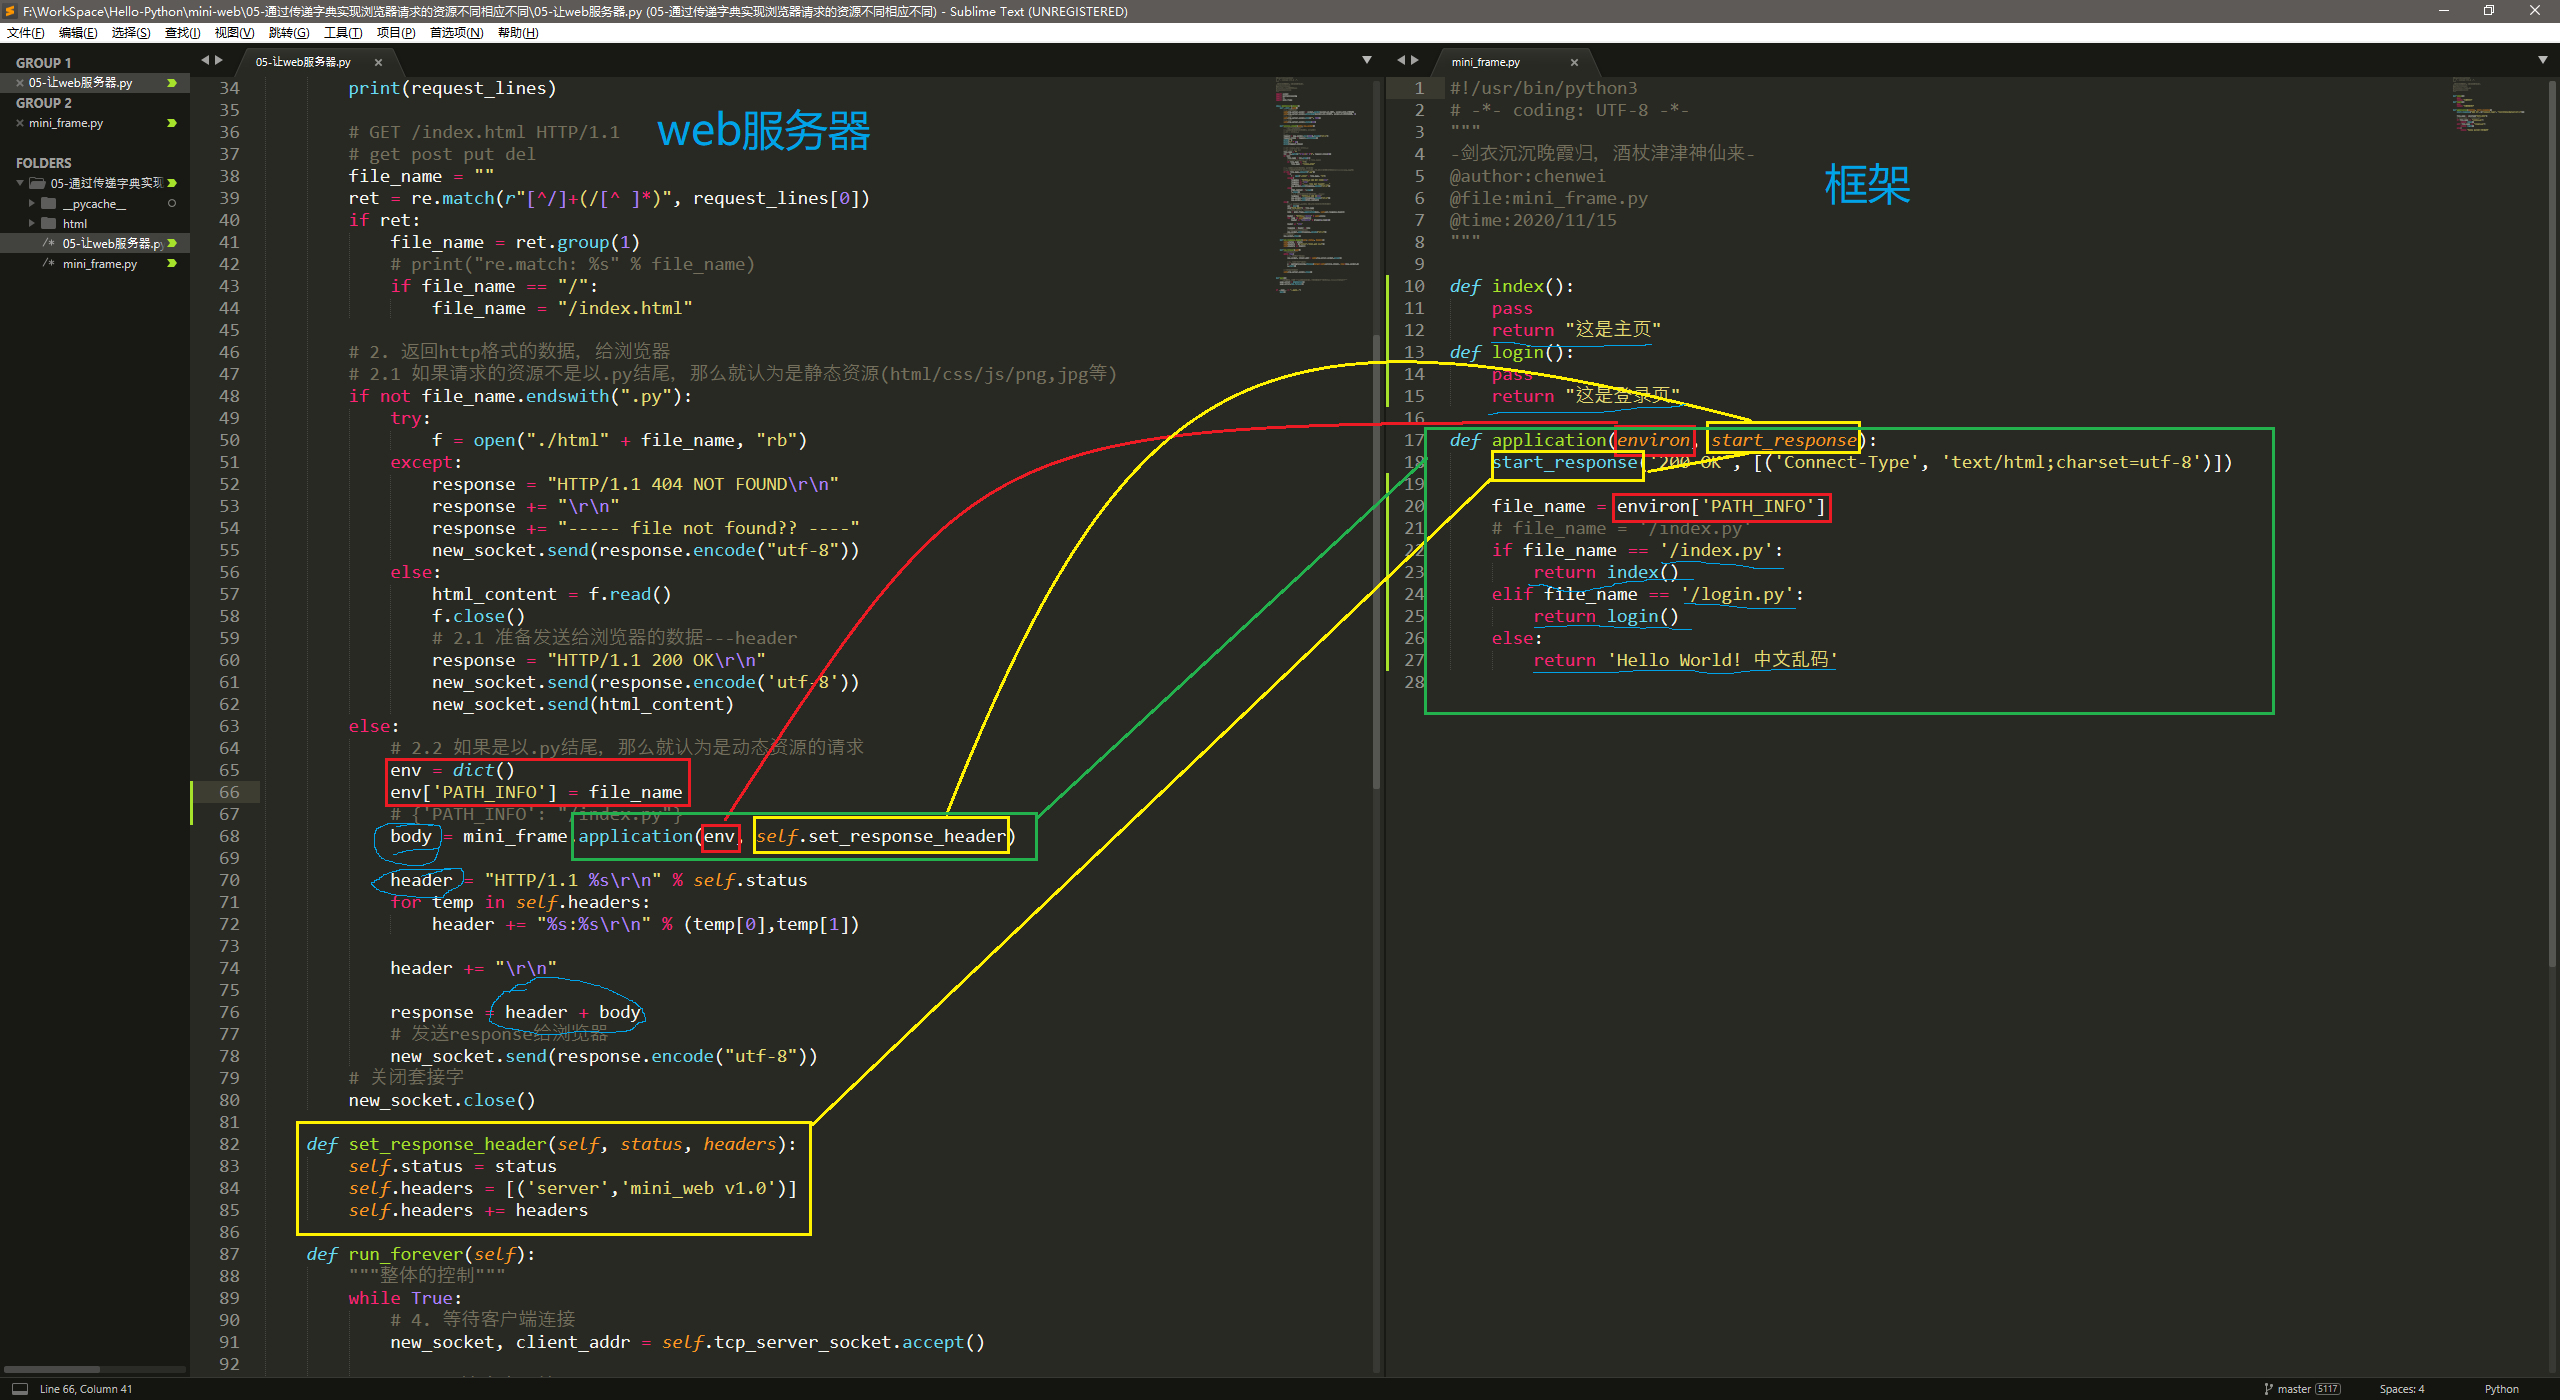 F:\WorkSpace\Hello-Python\mini-web\05-通过传递字典实现浏览器请求的资源不同相应不同\05-让web服务器.py (05-通过传递字典实现浏览器请求的资源不同相应不同) - Sublime Text (UNREGISTERED)
文件(F) 编辑(E) 选择(S) 查找(I) 视图(V) 跳转(G) 工具(T) 项目(P) 首选项(N) 帮助(H)
GROUP 1
05-让web服务器.py
GROUP 2
mini_frame.py
FOLDERS
05-通过传递字典实现
__pycache__
html
/* 05-让web服务器.py
/* mini_frame.py
05-让web服务器.py
web服务器
34 print(request_lines)
35
36 # GET /index.html HTTP/1.1
37 # get post put del
38 file_name = ""
39 ret = re.match(r"[^/]+(/[^ ]*)", request_lines[0])
40 if ret:
41 file_name = ret.group(1)
42 # print("re.match: %s" % file_name)
43 if file_name == "/":
44 file_name = "/index.html"
45
46 # 2. 返回http格式的数据, 给浏览器
47 # 2.1 如果请求的资源不是以.py结尾, 那么就认为是静态资源(html/css/js/png,jpg等)
48 if not file_name.endswith(".py"):
49 try:
50 f = open("./html" + file_name, "rb")
51 except:
52 response = "HTTP/1.1 404 NOT FOUND\r\n"
53 response += "\r\n"
54 response += "----- file not found?? ----"
55 new_socket.send(response.encode("utf-8"))
56 else:
57 html_content = f.read()
58 f.close()
59 # 2.1 准备发送给浏览器的数据---header
60 response = "HTTP/1.1 200 OK\r\n"
61 new_socket.send(response.encode('utf-8'))
62 new_socket.send(html_content)
63 else:
64 # 2.2 如果是以.py结尾, 那么就认为是动态资源的请求
65 env = dict()
66 env['PATH_INFO'] = file_name
67 # {'PATH_INFO': "/index.py"}
68 body = mini_frame.application(env, self.set_response_header)
69
70 header = "HTTP/1.1 %s\r\n" % self.status
71 for temp in self.headers:
72 header += "%s:%s\r\n" % (temp[0],temp[1])
73
74 header += "\r\n"
75
76 response = header + body
77 # 发送response给浏览器
78 new_socket.send(response.encode("utf-8"))
79 # 关闭套接字
80 new_socket.close()
81
82 def set_response_header(self, status, headers):
83 self.status = status
84 self.headers = [('server','mini_web v1.0')]
85 self.headers += headers
86
87 def run_forever(self):
88 """整体的控制"""
89 while True:
90 # 4. 等待客户端连接
91 new_socket, client_addr = self.tcp_server_socket.accept()
92
mini_frame.py
框架
1 #!/usr/bin/python3
2 # -*- coding: UTF-8 -*-
3 """
4 -剑衣沉沉晚霞归, 酒杖津津神仙来-
5 @author:chenwei
6 @file:mini_frame.py
7 @time:2020/11/15
8 """
9
10 def index():
11 pass
12 return "这是主页"
13 def login():
14 pass
15 return "这是登录页"
16
17 def application(environ, start_response):
18 start_response('200 OK', [('Connect-Type', 'text/html;charset=utf-8')])
19
20 file_name = environ['PATH_INFO']
21 # file_name = '/index.py'
22 if file_name == '/index.py':
23 return index()
24 elif file_name == '/login.py':
25 return login()
26 else:
27 return 'Hello World! 中文乱码'
28
Line 66, Column 41
master 5117
Spaces: 4
Python